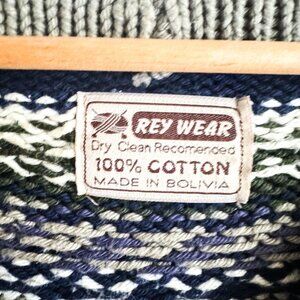 REY WEAR
Dry Clean Recomended
100% COTTON
MADE IN BOLIVIA